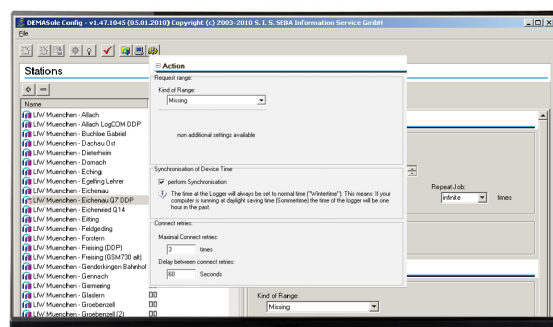 DEMASole Config - v1.47.1045 (05.01.2010) Copyright (c) 2003-2010 S. I. S. SEBA Information Service GmbH
File
Stations
Name
LfW Muenchen - Allach
LfW Muenchen - Allach LogCOM DDP
LfW Muenchen - Buchloe Gabriel
LfW Muenchen - Dachau Ost
LfW Muenchen - Dieterheim
LfW Muenchen - Dornach
LfW Muenchen - Eching
LfW Muenchen - Egelfing Lehrer
LfW Muenchen - Eichenau
LfW Muenchen - Eichenau Q7 DDP
LfW Muenchen - Eichenried Q14
LfW Muenchen - Eitting
LfW Muenchen - Feldgeding
LfW Muenchen - Forstern
LfW Muenchen - Freising (DDP)
LfW Muenchen - Freising (GSM730 alt)
LfW Muenchen - Genderkingen Bahnhof
LfW Muenchen - Gennach
LfW Muenchen - Germering
LfW Muenchen - Glaslern
LfW Muenchen - Groebenzell
LfW Muenchen - Groebenzell (2)
Action
Request range:
Kind of Range:
Missing
non additional settings available
Synchronisation of Device Time
perform Synchronisation
The time at the Logger will always be set to normal time ("Wintertime"). This means: If your
computer is running at daylight saving time (Sommertime) the time of the logger will be one
hour in the past.
Connect retries:
Maximal Connect retries:
3 times
Delay between connect retries:
60 Seconds
Repeat Job:
infinite times
Kind of Range:
Missing